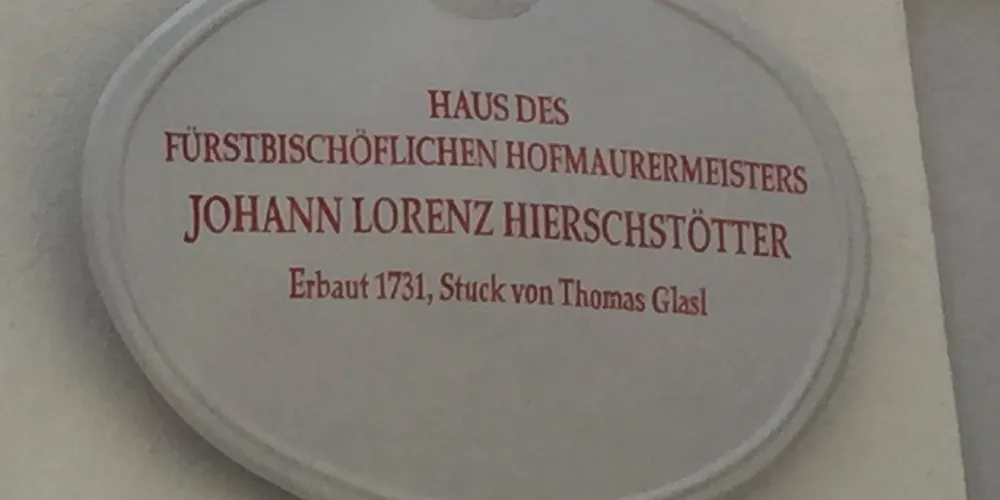 HAUS DES
FÜRSTBISCHÖFLICHEN HOFMAURERMEISTERS
JOHANN LORENZ HIERSCHSTÖTTER
Erbaut 1731, Stuck von Thomas Glasl